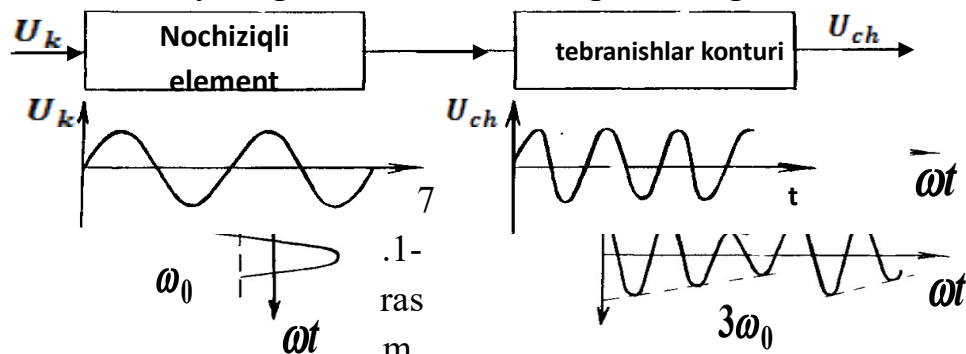 U_k
Nochiziqli
element
tebranishlar konturi
U_ch
U_k
U_ch
7
.1-
ras
m
t
ωt
ω₀
ωt
3ω₀
ωt